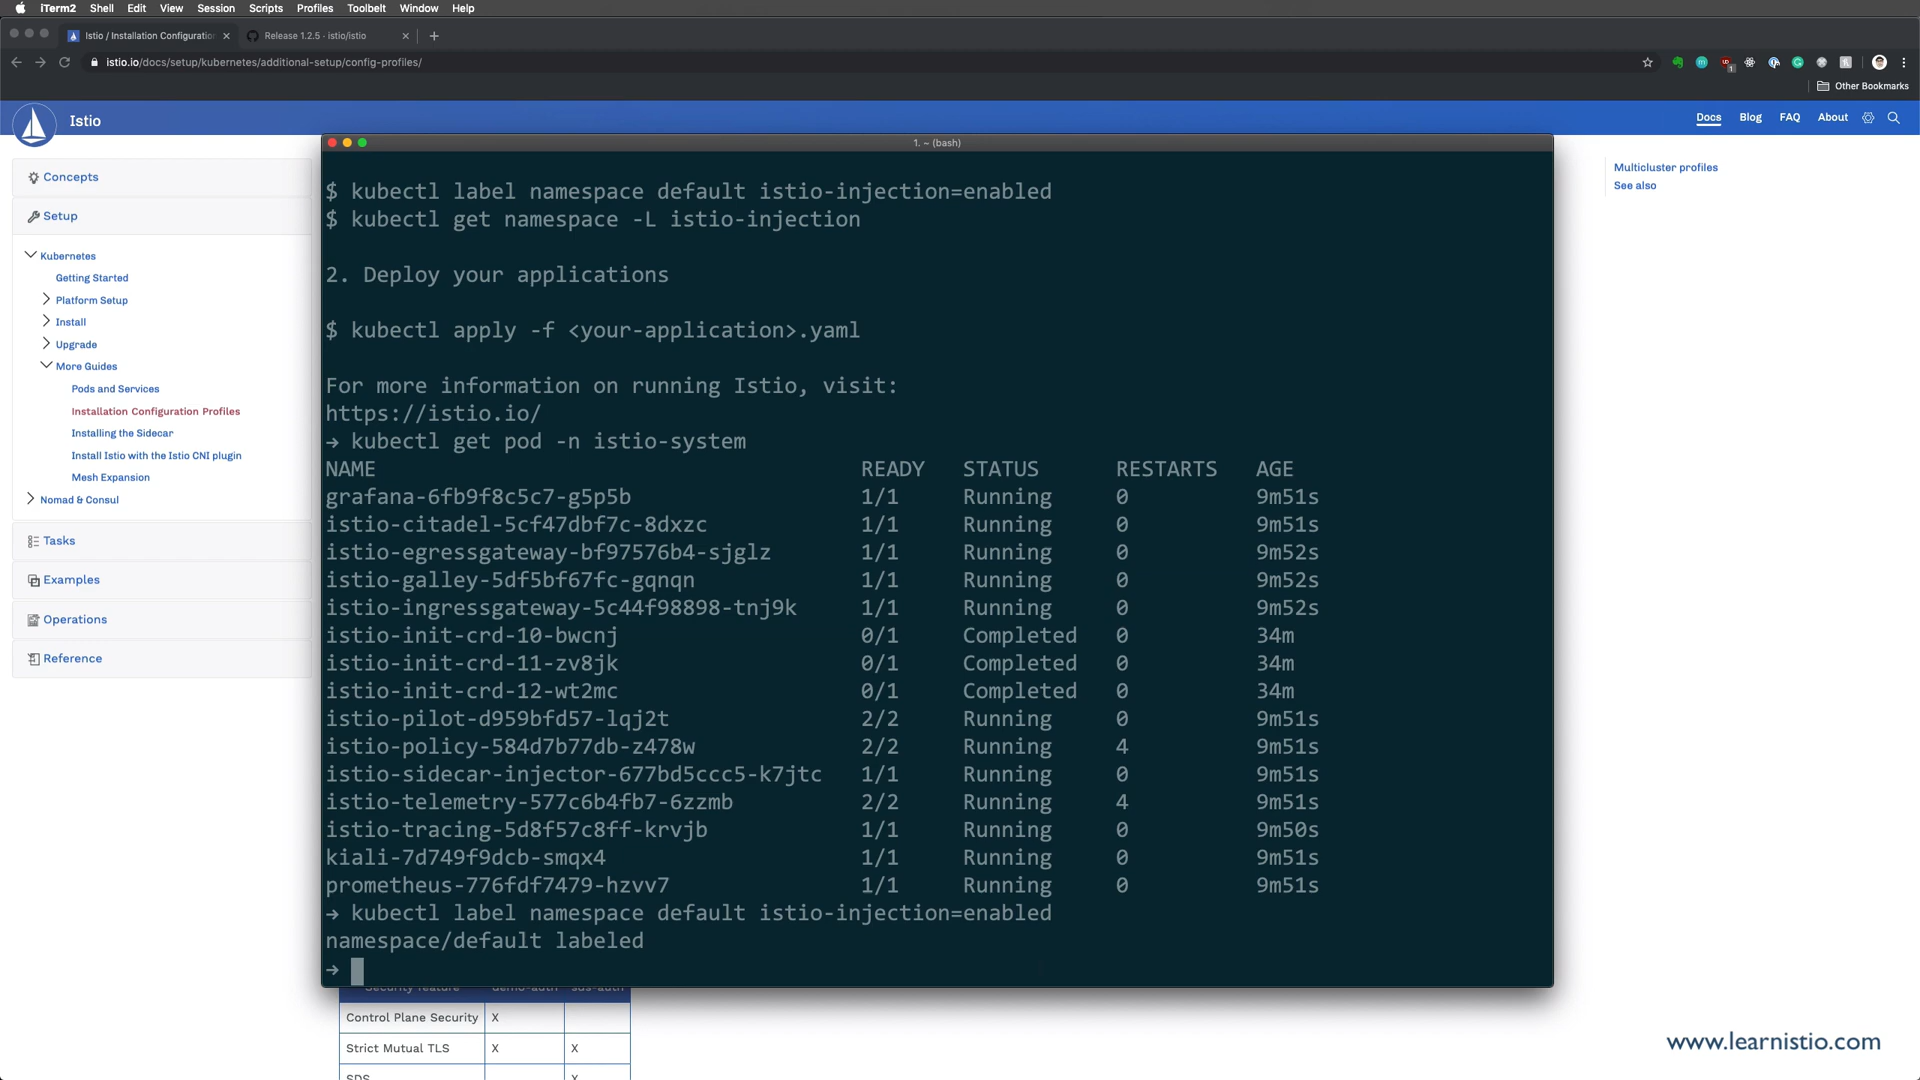 iTerm2 Shell Edit View Session Scripts Profiles Toolbelt Window Help
Istio / Installation Configuratio Release 1.2.5 · istio/istio
istio.io/docs/setup/kubernetes/additional-setup/config-profiles/
Other Bookmarks
Istio
Docs Blog FAQ About
1. ~ (bash)
Concepts
Setup
Kubernetes
Getting Started
Platform Setup
Install
Upgrade
More Guides
Pods and Services
Installation Configuration Profiles
Installing the Sidecar
Install Istio with the Istio CNI plugin
Mesh Expansion
Nomad & Consul
Tasks
Examples
Operations
Reference
$ kubectl label namespace default istio-injection=enabled
$ kubectl get namespace -L istio-injection
2. Deploy your applications
$ kubectl apply -f <your-application>.yaml
For more information on running Istio, visit:
https://istio.io/
→ kubectl get pod -n istio-system
NAME READY STATUS RESTARTS AGE
grafana-6fb9f8c5c7-g5p5b 1/1 Running 0 9m51s
istio-citadel-5cf47dbf7c-8dxzc 1/1 Running 0 9m51s
istio-egressgateway-bf97576b4-sjglz 1/1 Running 0 9m52s
istio-galley-5df5bf67fc-gqnqn 1/1 Running 0 9m52s
istio-ingressgateway-5c44f98898-tnj9k 1/1 Running 0 9m52s
istio-init-crd-10-bwcnj 0/1 Completed 0 34m
istio-init-crd-11-zv8jk 0/1 Completed 0 34m
istio-init-crd-12-wt2mc 0/1 Completed 0 34m
istio-pilot-d959bfd57-lqj2t 2/2 Running 0 9m51s
istio-policy-584d7b77db-z478w 2/2 Running 4 9m51s
istio-sidecar-injector-677bd5ccc5-k7jtc 1/1 Running 0 9m51s
istio-telemetry-577c6b4fb7-6zzmb 2/2 Running 4 9m51s
istio-tracing-5d8f57c8ff-krvjb 1/1 Running 0 9m50s
kiali-7d749f9dcb-smqx4 1/1 Running 0 9m51s
prometheus-776fdf7479-hzvv7 1/1 Running 0 9m51s
→ kubectl label namespace default istio-injection=enabled
namespace/default labeled
→
Security feature demo-auth sds-auth
Control Plane Security X
Strict Mutual TLS X X
SDS X
Multicluster profiles
See also
www.learnistio.com